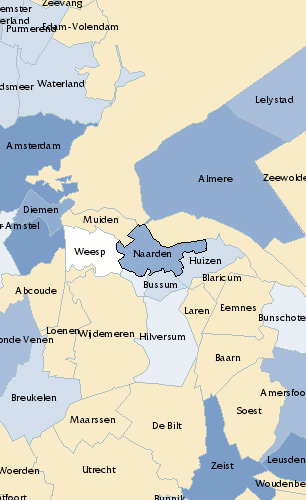 Zeevang
emster
erland
Purmerend
Edam-Volendam
dsmeer
Waterland
Lelystad
Amsterdam
Almere
Zeewolde
Diemen
Muiden
r-Amstel
Weesp
Naarden
Huizen
Blaricum
Bussum
Abcoude
Laren
Eemnes
Bunschote
Loenen
Wijdemeren
Hilversum
onde Venen
Baarn
Breukelen
Amersfoo
Soest
Maarssen
De Bilt
Leusden
Woerden
Utrecht
Zeist
Woudenbe
tfoort
Bunnik